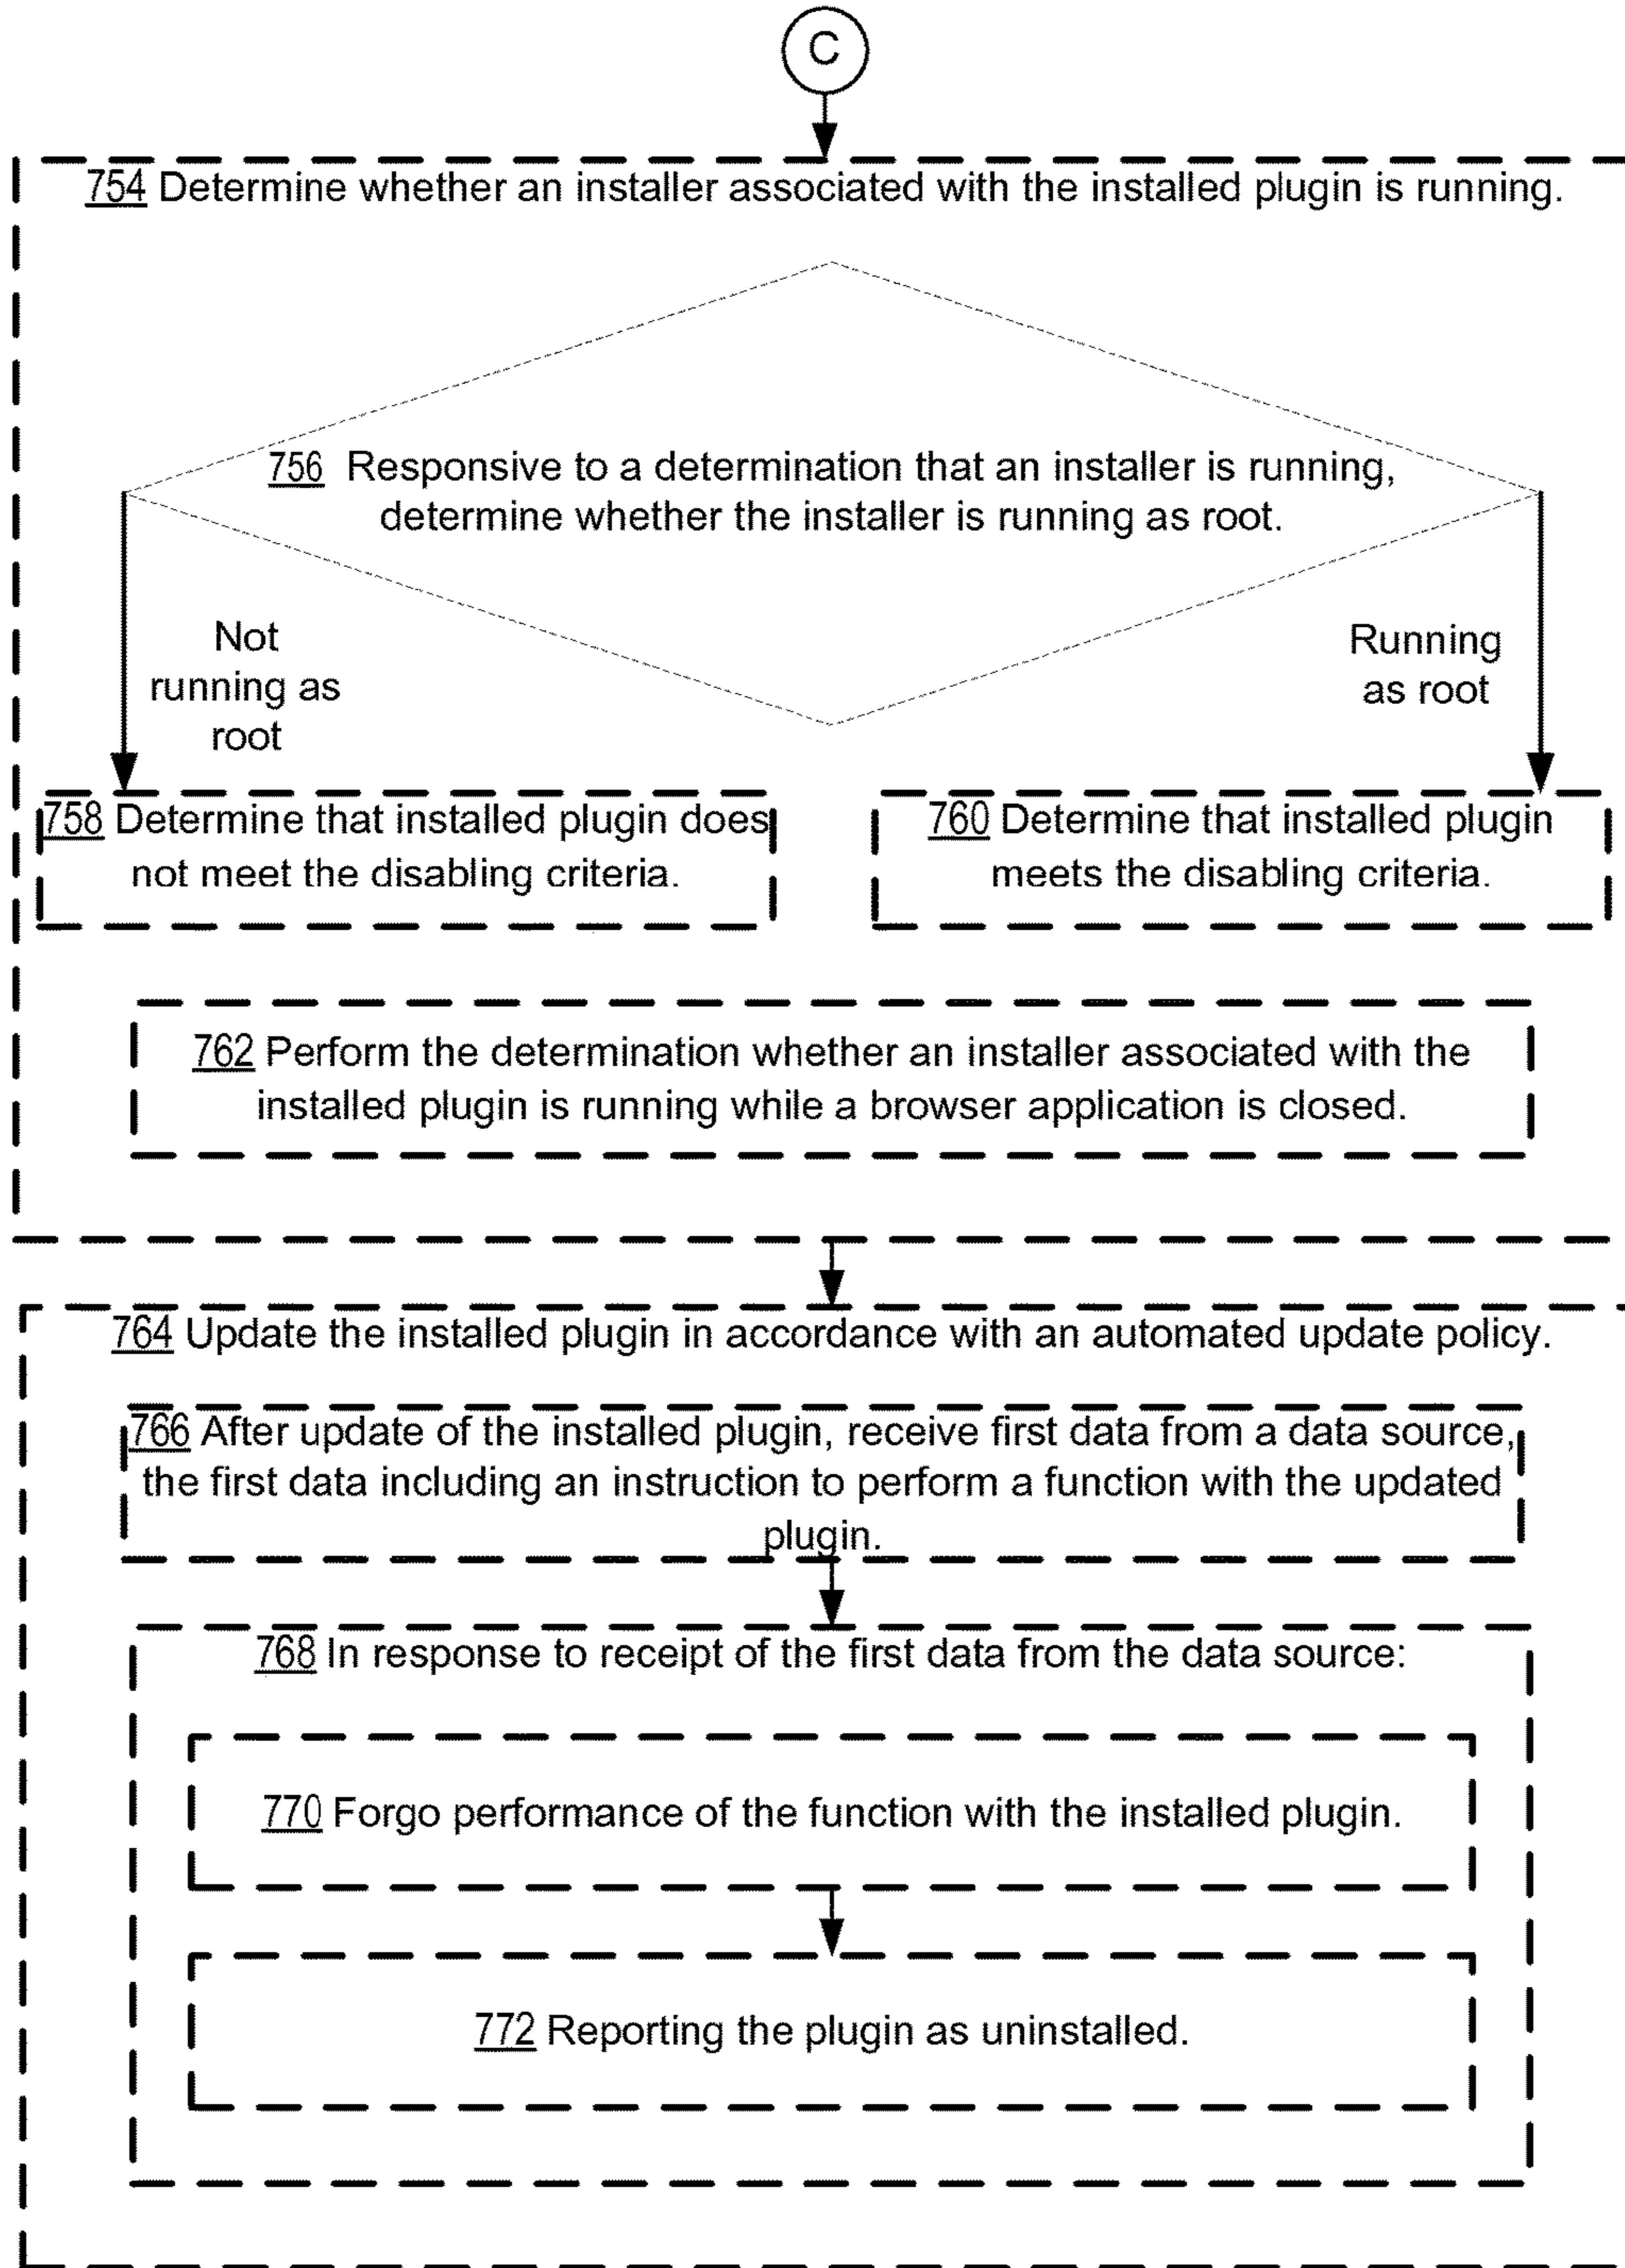 C
754 Determine whether an installer associated with the installed plugin is running.
756 Responsive to a determination that an installer is running,
determine whether the installer is running as root.
Not
running as
root
Running
as root
758 Determine that installed plugin does
not meet the disabling criteria.
760 Determine that installed plugin
meets the disabling criteria.
762 Perform the determination whether an installer associated with the
installed plugin is running while a browser application is closed.
764 Update the installed plugin in accordance with an automated update policy.
766 After update of the installed plugin, receive first data from a data source,
the first data including an instruction to perform a function with the updated
plugin.
768 In response to receipt of the first data from the data source:
770 Forgo performance of the function with the installed plugin.
772 Reporting the plugin as uninstalled.